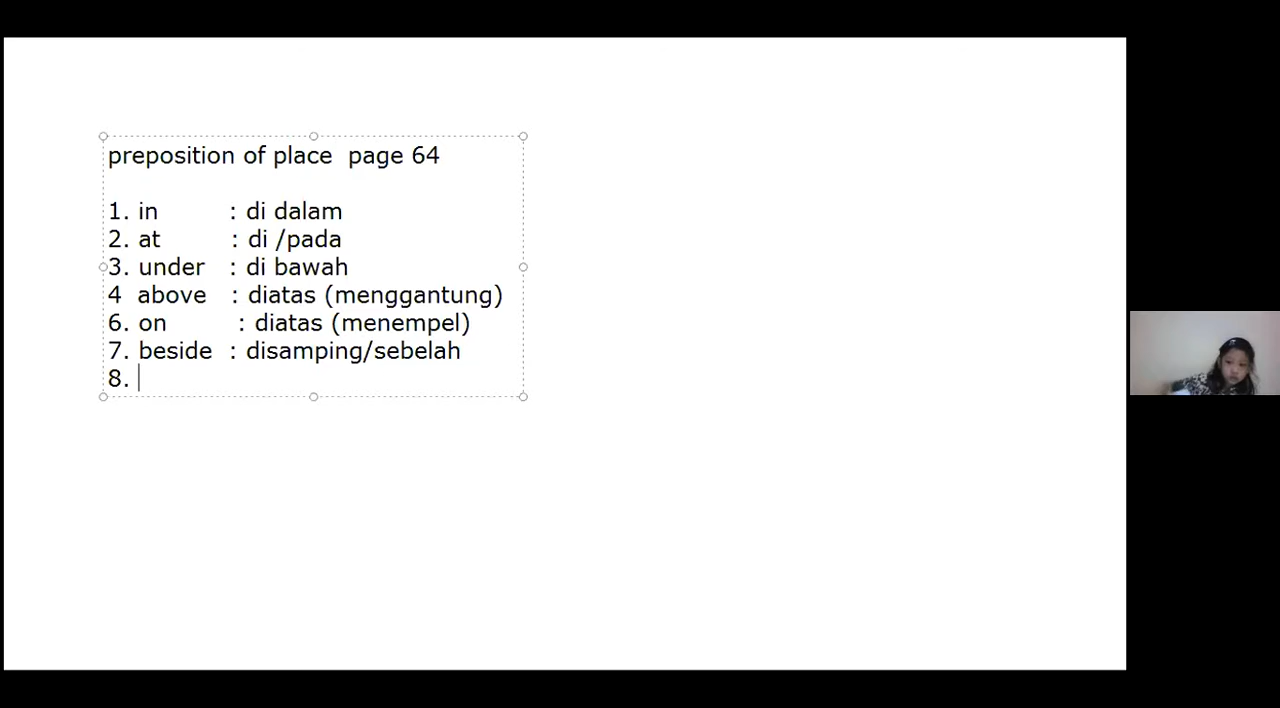 preposition of place page 64
1. in : di dalam
2. at : di /pada
3. under : di bawah
4 above : diatas (menggantung)
6. on : diatas (menempel)
7. beside : disamping/sebelah
8.